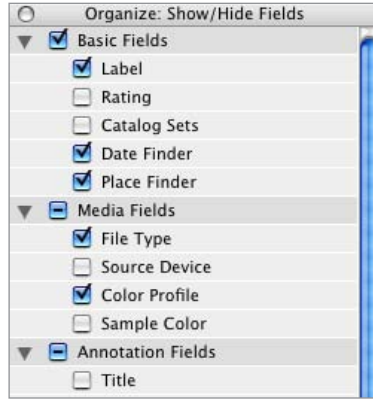 Organize: Show/Hide Fields
Basic Fields
Label
Rating
Catalog Sets
Date Finder
Place Finder
Media Fields
File Type
Source Device
Color Profile
Sample Color
Annotation Fields
Title